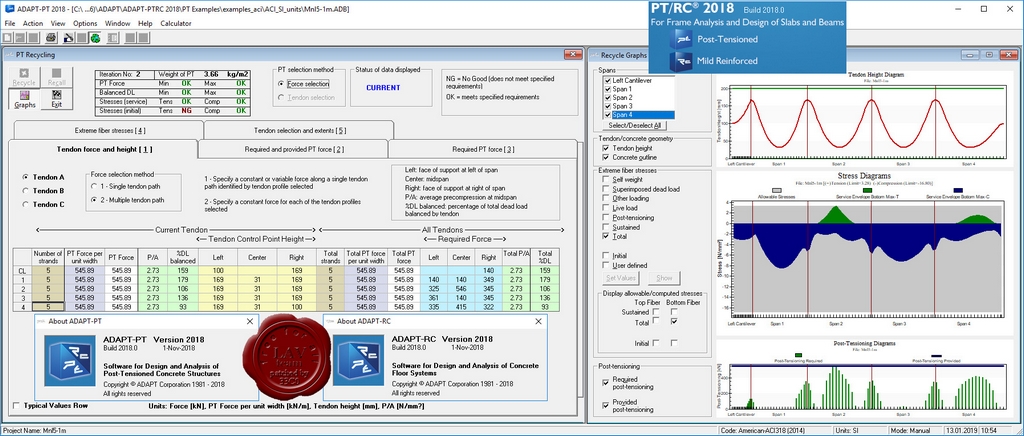 ADAPT-PT 2018 - [C:\ ...6)\ADAPT\ADAPT-PTRC 2018\PT Examples\examples_aci\ACI_SI_units\Mnl5-1m.ADB]
File Action View Options Window Help Calculator
PT/RC® 2018 Build 2018.0
For Frame Analysis and Design of Slabs and Beams
Post-Tensioned
Mild Reinforced
PT Recycling
Recycle
Recall
Graphs
Exit
Iteration No: 2 Weight of PT 3.66 kg/m2
PT Force Min OK Max OK
Balanced DL Min OK Max OK
Stresses (service) Tens OK Comp OK
Stresses (initial) Tens NG Comp OK
PT selection method
Force selection
Tendon selection
Status of data displayed
CURRENT
NG = No Good (does not meet specified requirements)
OK = meets specified requirements
Extreme fiber stresses [ 4 ]
Tendon selection and extents [ 5 ]
Tendon force and height [ 1 ]
Required and provided PT force [ 2 ]
Required PT force [ 3 ]
Tendon A
Tendon B
Tendon C
Force selection method
1 - Single tendon path
2 - Multiple tendon path
1 - Specify a constant or variable force along a single tendon path identified by tendon profile selected
2 - Specify a constant force for each of the tendon profiles selected
Left: face of support at left of span
Center: midspan
Right: face of support at right of span
P/A: average precompression at midspan
%DL balanced: percentage of total dead load balanced by tendon
Current Tendon
All Tendons
Tendon Control Point Height
Required Force
Number of strands PT Force per unit width PT Force P/A %DL balanced Left Center Right Total strands Total PT force per unit width Total PT force Left Center Right Total P/A Total %DL
CL 5 545.89 545.89 2.73 159 100 169 5 545.89 545.89 140 2.73 159
1 5 545.89 545.89 2.73 179 169 31 169 5 545.89 545.89 140 140 349 2.73 179
2 5 545.89 545.89 2.73 106 169 31 169 5 545.89 545.89 325 546 345 2.73 106
3 5 545.89 545.89 2.73 136 169 31 169 5 545.89 545.89 361 140 345 2.73 136
4 5 545.89 545.89 2.73 93 169 31 100 5 545.89 545.89 335 415 322 2.73 93
About ADAPT-PT
ADAPT-PT Version 2018
Build 2018.0 1-Nov-2018
Software for Design and Analysis of Post-Tensioned Concrete Structures
Copyright © ADAPT Corporation 1981 - 2018
All rights reserved
About ADAPT-RC
ADAPT-RC Version 2018
Build 2018.0 1-Nov-2018
Software for Analysis and Design of Concrete Floor Systems
Copyright © ADAPT Corporation 1981 - 2018
All rights reserved
Typical Values Row
Units: Force [kN], PT Force per unit width [kN/m], Tendon height [mm], P/A [N/mm?]
Recycle Graphs
Spans
Left Cantilever
Span 1
Span 2
Span 3
Span 4
Select/Deselect All
Tendon/concrete geometry
Tendon height
Concrete outline
Extreme fiber stresses
Self weight
Superimposed dead load
Other loading
Live load
Post-tensioning
Sustained
Total
Initial
User defined
Set Values
Show
Display allowable/computed stresses
Top Fiber Bottom Fiber
Sustained
Total
Initial
Post-tensioning
Required post-tensioning
Provided post-tensioning
Tendon Height Diagram
File: Mnl5-1m
Left Cantilever Span 1 Span 2 Span 3 Span 4
Stress Diagrams
Allowable Stresses
Service Envelope Bottom Max-T
Service Envelope Bottom Max-C
Stress [N/mm²]
Left Cantilever Span 1 Span 2 Span 3 Span 4
Post-Tensioning Diagrams
File: Mnl5-1m
Post-Tensioning Required
Post-Tensioning Provided
Left Cantilever Span 1 Span 2 Span 3 Span 4
Project Name: Mnl5-1m
Code: American-ACI318 (2014)
Units: SI
Mode: Manual
13.01.2019
10:54